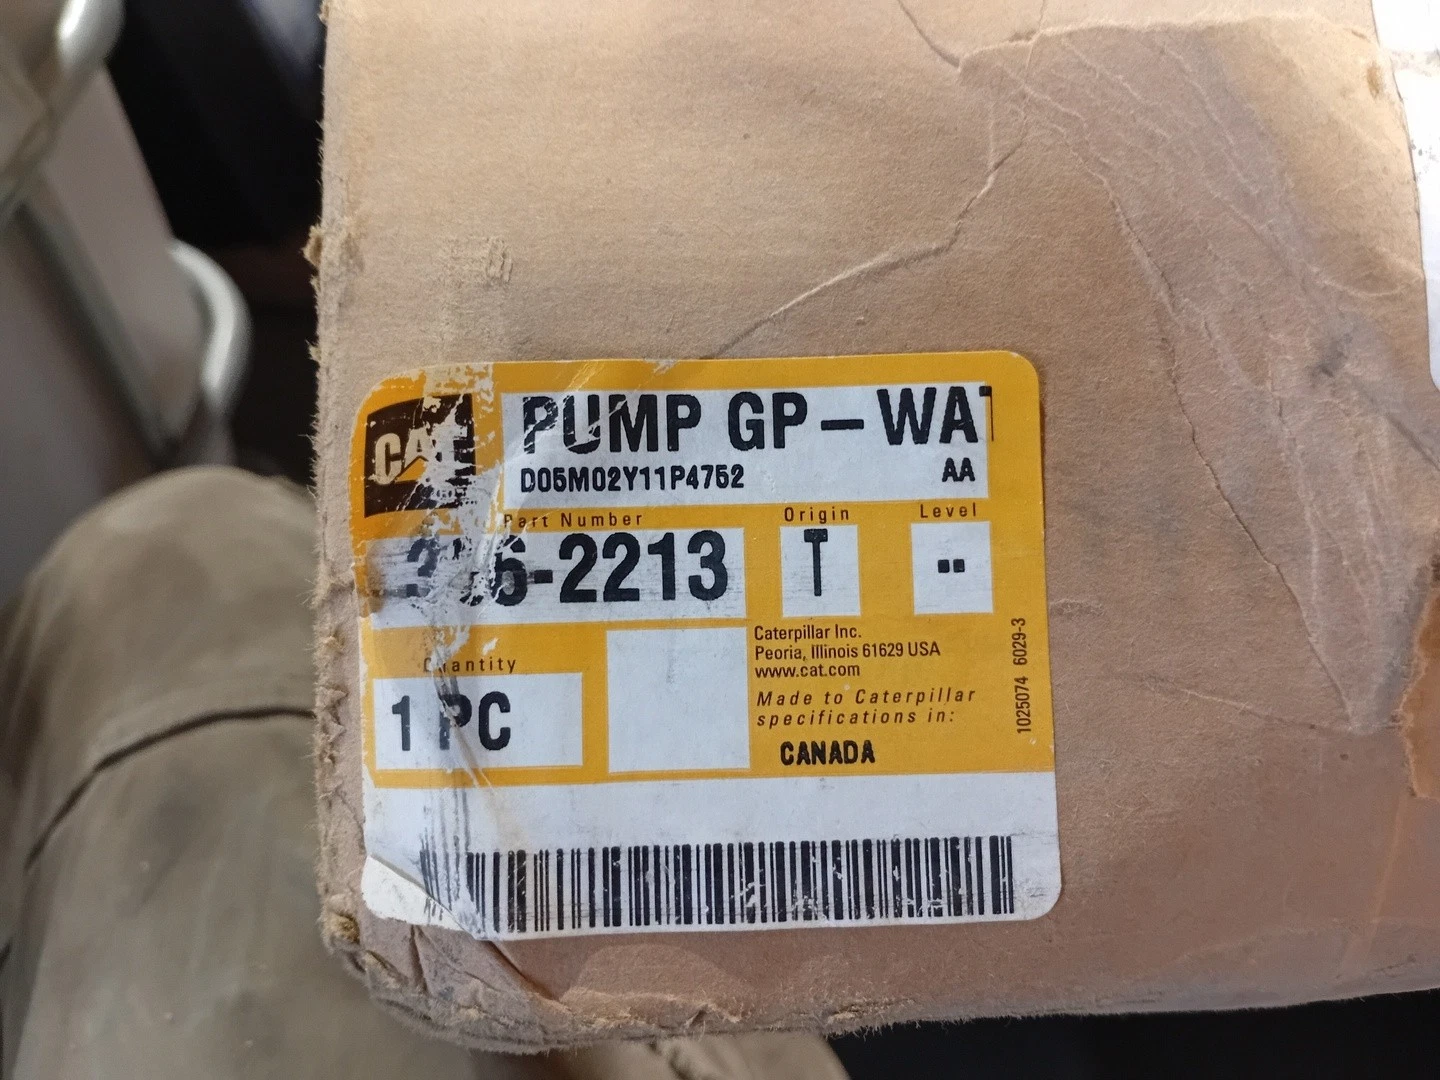 CAT
PUMP GP-WAT
D05M02Y11P4752
AA
Part Number
Origin
Level
-2213
T
--
Quantity
1 PC
Caterpillar Inc.
Peoria, Illinois 61629 USA
www.cat.com
Made to Caterpillar
specifications in:
CANADA
1025074 6029-3